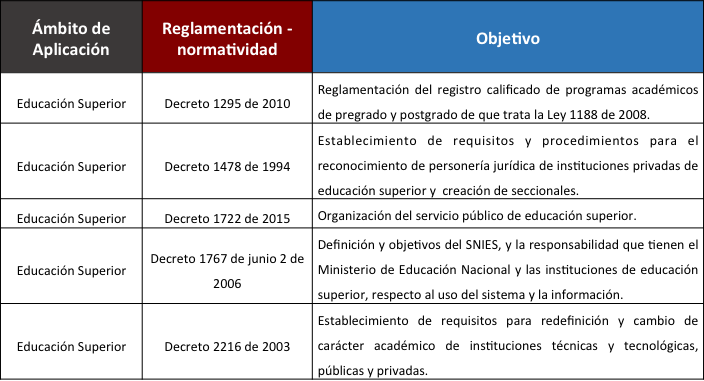 Ámbito de
Aplicación
Reglamentación -
normatividad
Objetivo
Educación Superior
Decreto 1295 de 2010
Reglamentación del registro calificado de programas académicos
de pregrado y postgrado de que trata la Ley 1188 de 2008.
Educación Superior
Decreto 1478 de 1994
Establecimiento de requisitos y procedimientos para el
reconocimiento de personería jurídica de instituciones privadas de
educación superior y creación de seccionales.
Educación Superior
Decreto 1722 de 2015
Organización del servicio público de educación superior.
Educación Superior
Decreto 1767 de junio 2 de
2006
Definición y objetivos del SNIES, y la responsabilidad que tienen el
Ministerio de Educación Nacional y las instituciones de educación
superior, respecto al uso del sistema y la información.
Educación Superior
Decreto 2216 de 2003
Establecimiento de requisitos para redefinición y cambio de
carácter académico de instituciones técnicas y tecnológicas,
públicas y privadas.